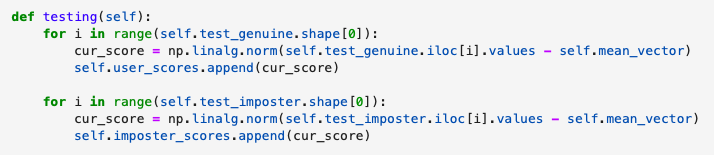 def testing(self):
    for i in range(self.test_genuine.shape[0]):
        cur_score = np.linalg.norm(self.test_genuine.iloc[i].values - self.mean_vector)
        self.user_scores.append(cur_score)

    for i in range(self.test_imposter.shape[0]):
        cur_score = np.linalg.norm(self.test_imposter.iloc[i].values - self.mean_vector)
        self.imposter_scores.append(cur_score)